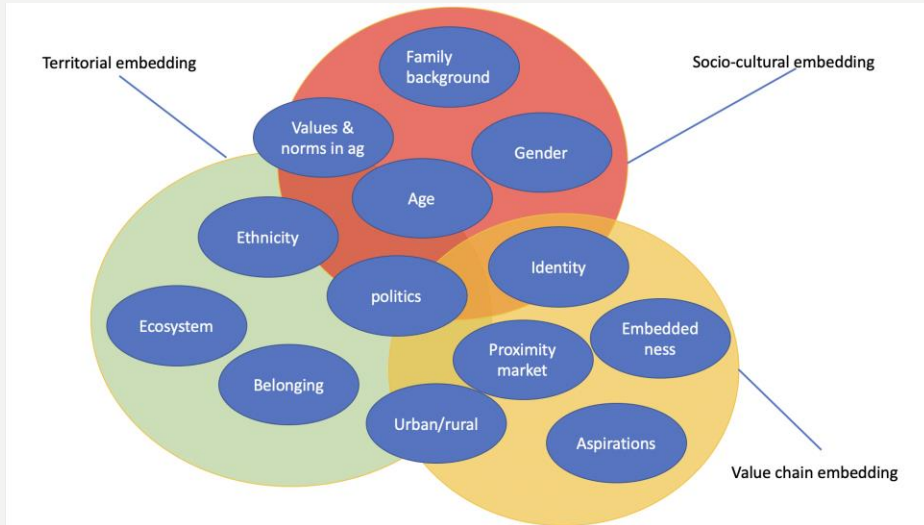 Territorial embedding
Socio-cultural embedding
Family
background
Values &
norms in ag
Gender
Age
Ethnicity
Identity
politics
Ecosystem
Embedded
ness
Proximity
market
Belonging
Urban/rural
Aspirations
Value chain embedding